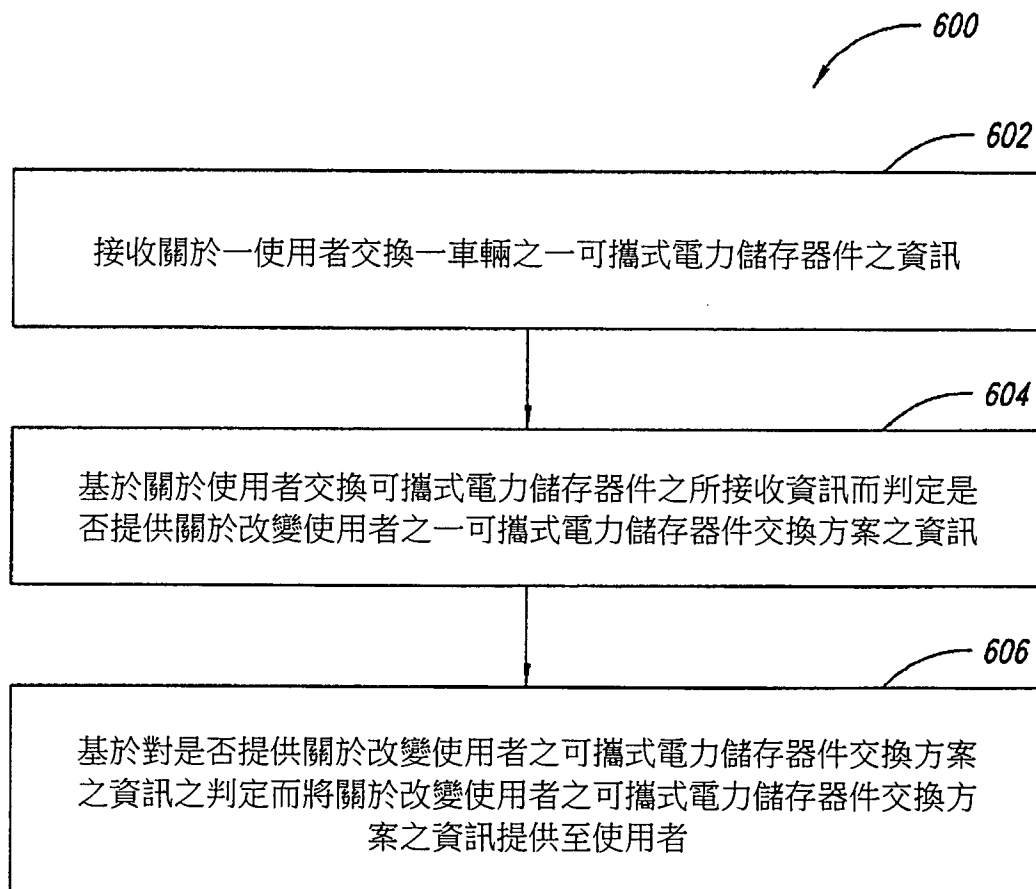 600
602
接收關於一使用者交換一車輛之一可攜式電力儲存器件之資訊
604
基於關於使用者交換可攜式電力儲存器件之所接收資訊而判定是
否提供關於改變使用者之一可攜式電力儲存器件交換方案之資訊
606
基於對是否提供關於改變使用者之可攜式電力儲存器件交換方案
之資訊之判定而將關於改變使用者之可攜式電力儲存器件交換方
案之資訊提供至使用者